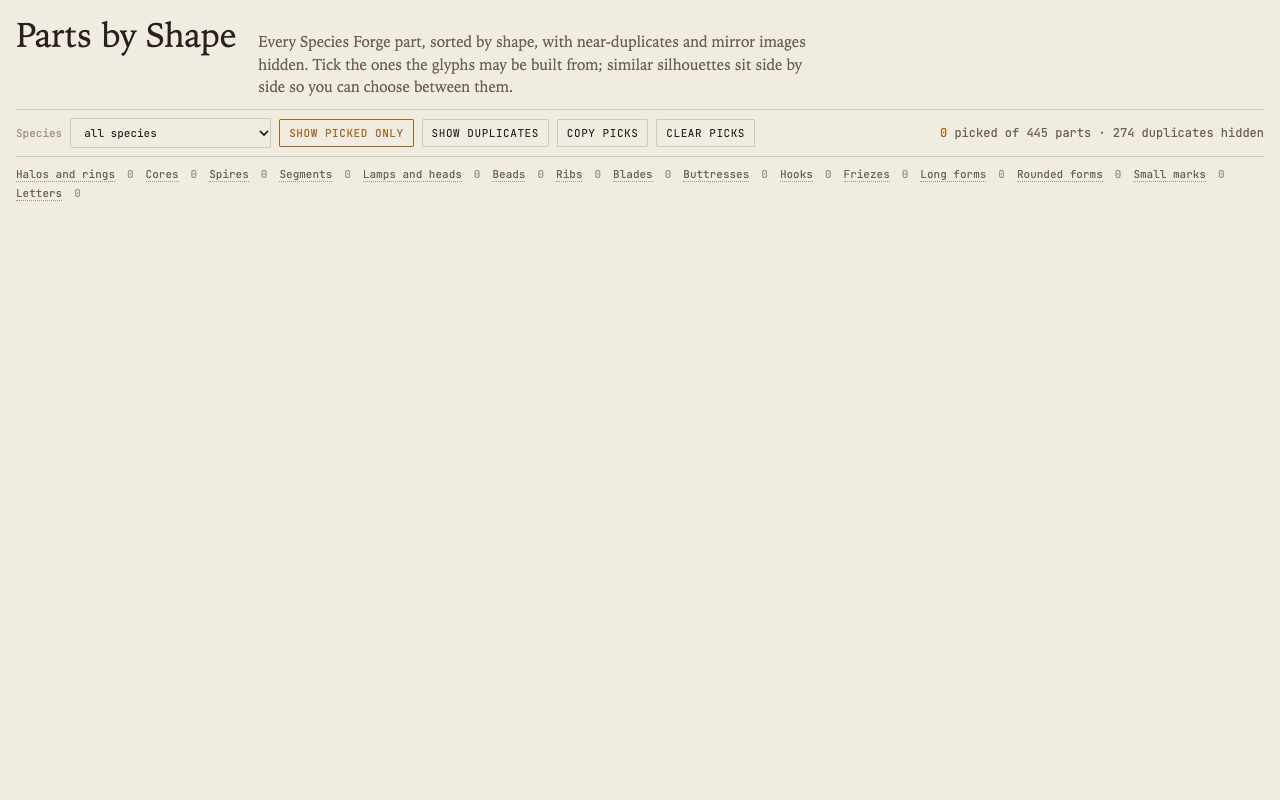 Parts by Shape
Every Species Forge part, sorted by shape, with near-duplicates and mirror images
hidden. Tick the ones the glyphs may be built from; similar silhouettes sit side by
side so you can choose between them.
Species all species SHOW PICKED ONLY SHOW DUPLICATES COPY PICKS CLEAR PICKS 0 picked of 445 parts · 274 duplicates hidden
Halos and rings 0 Cores 0 Spires 0 Segments 0 Lamps and heads 0 Beads 0 Ribs 0 Blades 0 Buttresses 0 Hooks 0 Friezes 0 Long forms 0 Rounded forms 0 Small marks 0
Letters 0